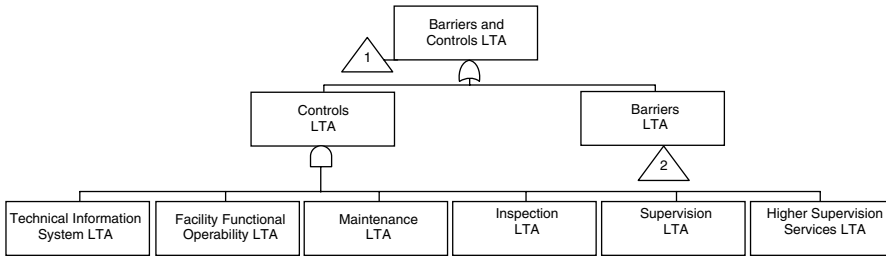 Barriers and
Controls LTA
1
Controls
LTA
Barriers
LTA
2
Technical Information
System LTA
Facility Functional
Operability LTA
Maintenance
LTA
Inspection
LTA
Supervision
LTA
Higher Supervision
Services LTA